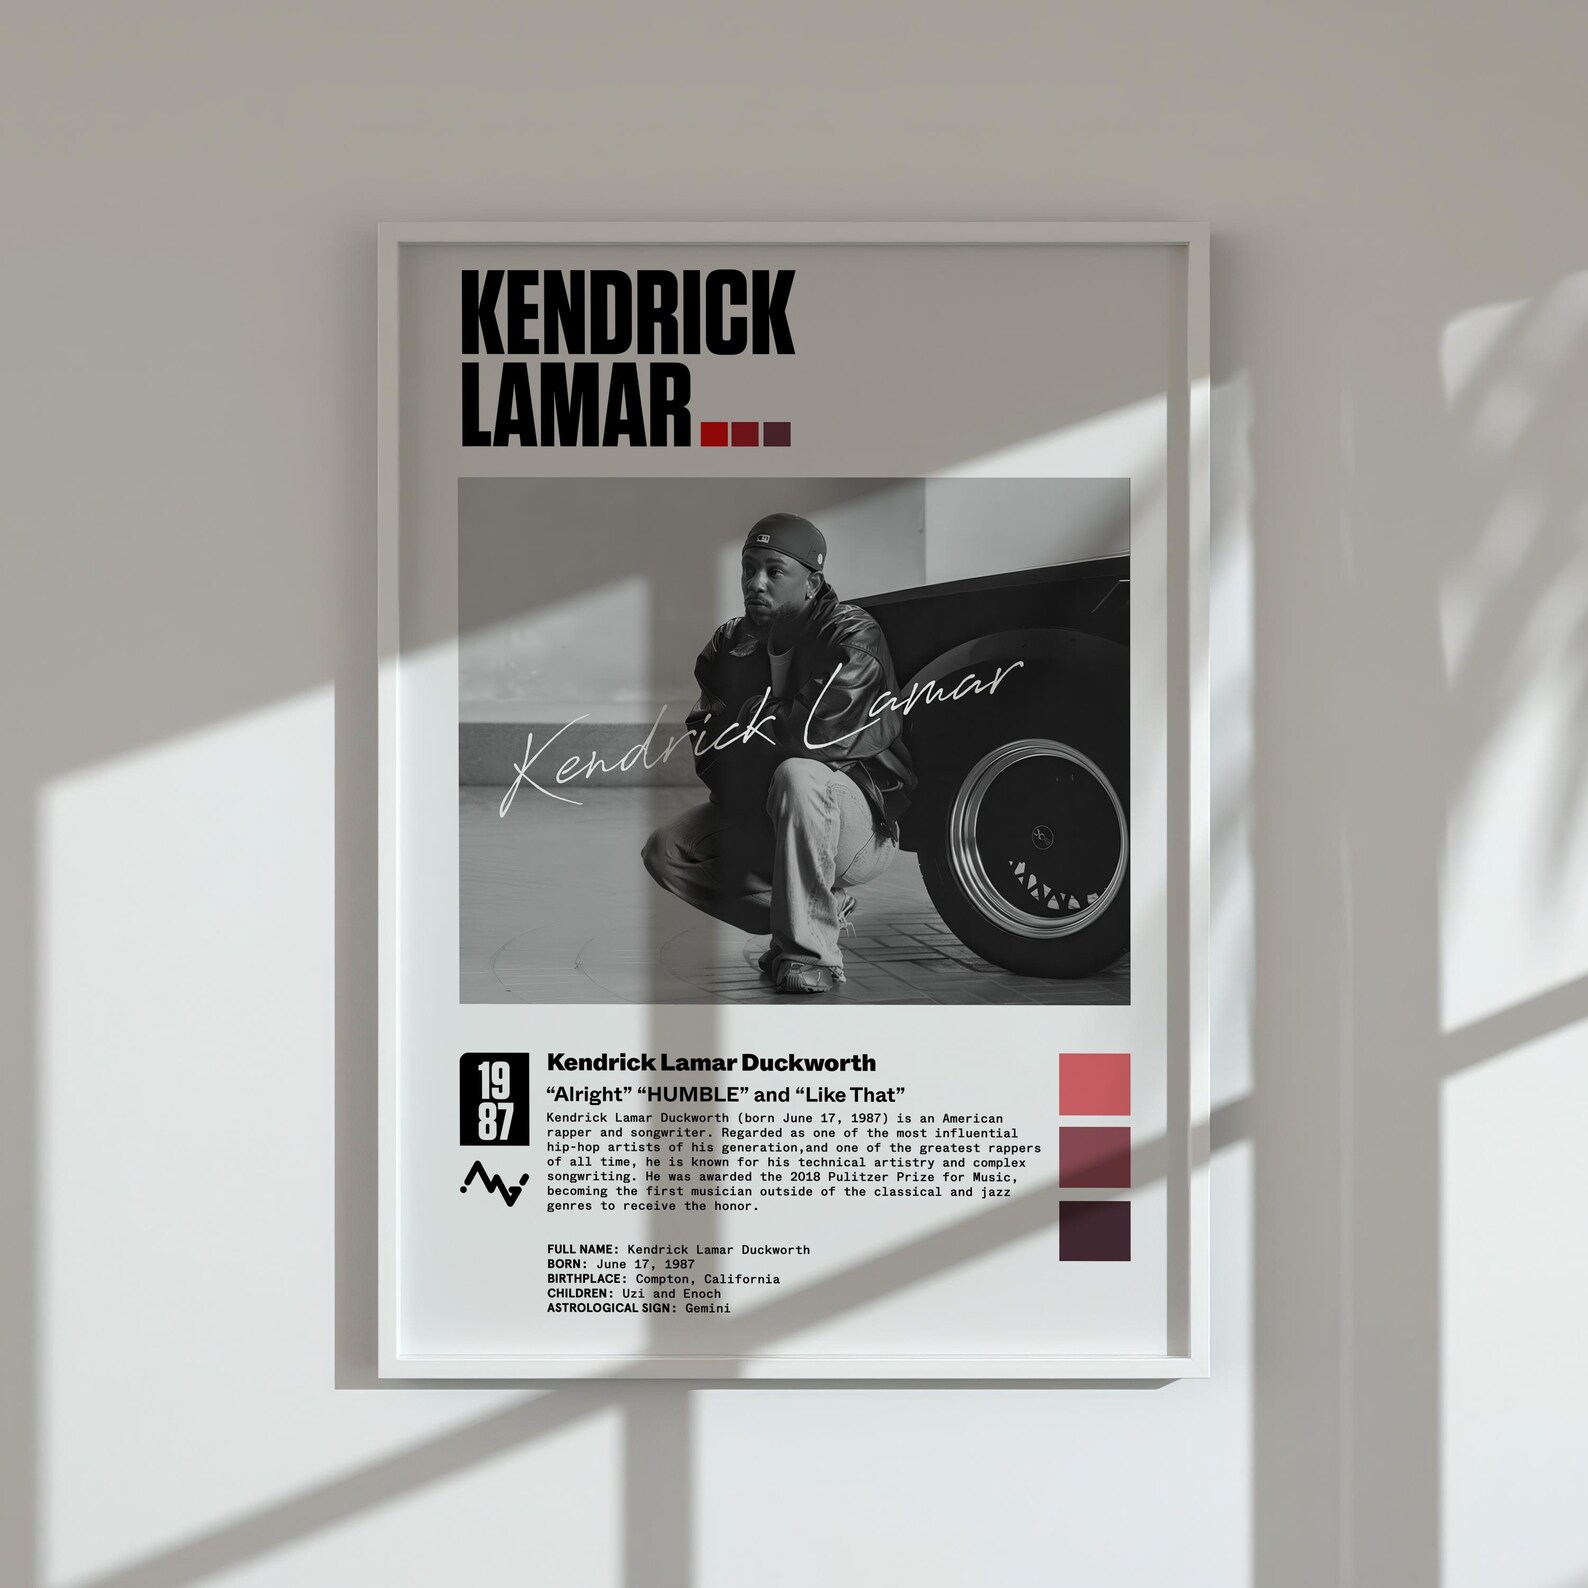 KENDRICK
LAMAR
Kendrick Lamar
19
87
Kendrick Lamar Duckworth
“Alright” “HUMBLE” and “Like That”
Kendrick Lamar Duckworth (born June 17, 1987) is an American
rapper and songwriter. Regarded as one of the most influential
hip-hop artists of his generation,and one of the greatest rappers
of all time, he is known for his technical artistry and complex
songwriting. He was awarded the 2018 Pulitzer Prize for Music,
becoming the first musician outside of the classical and jazz
genres to receive the honor.
FULL NAME: Kendrick Lamar Duckworth
BORN: June 17, 1987
BIRTHPLACE: Compton, California
CHILDREN: Uzi and Enoch
ASTROLOGICAL SIGN: Gemini